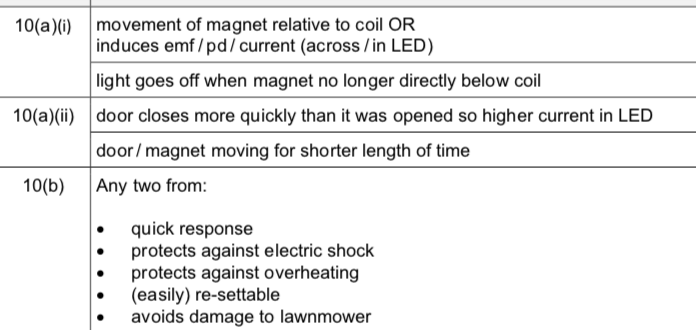 10(a)(i) movement of magnet relative to coil OR
induces emf / pd / current (across / in LED)
light goes off when magnet no longer directly below coil
10(a)(ii) door closes more quickly than it was opened so higher current in LED
door / magnet moving for shorter length of time
10(b) Any two from:
• quick response
• protects against electric shock
• protects against overheating
• (easily) re-settable
• avoids damage to lawnmower